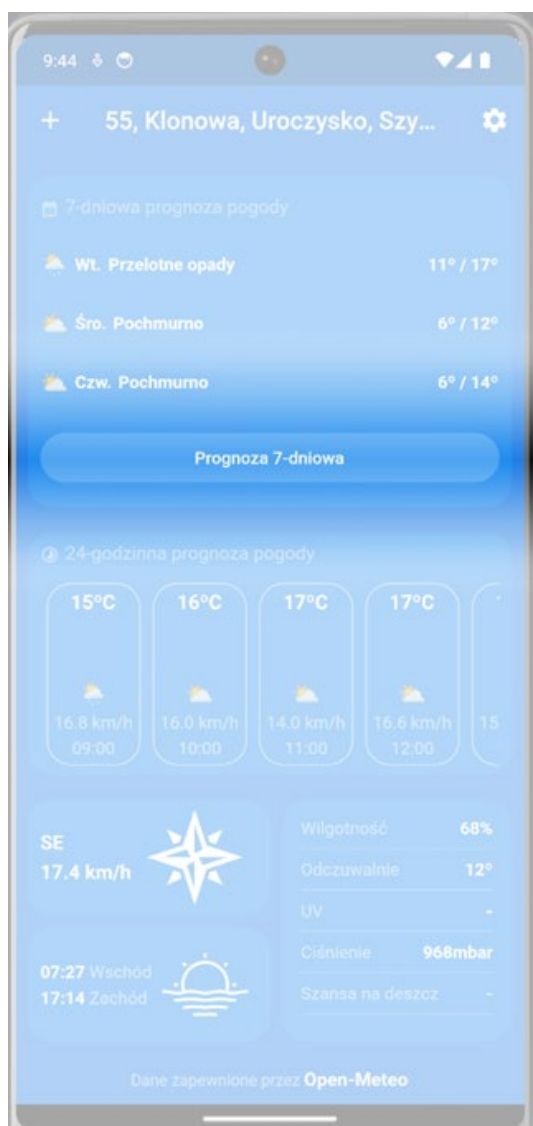 9:44
+ 55, Klonowa, Uroczysko, Szy...
7-dniowa prognoza pogody
Wt. Przelotne opady 11° / 17°
Śro. Pochmurno 6° / 12°
Czw. Pochmurno 6° / 14°
Prognoza 7-dniowa
24-godzinna prognoza pogody
15°C 16°C 17°C 17°C
16.8 km/h 16.0 km/h 14.0 km/h 16.6 km/h 15
09:00 10:00 11:00 12:00
SE
17.4 km/h
Wilgotność 68%
Odczuwalnie 12°
UV -
Ciśnienie 968mbar
Szansa na deszcz -
07:27 Wschód
17:14 Zachód
Dane zapewnione przez Open-Meteo